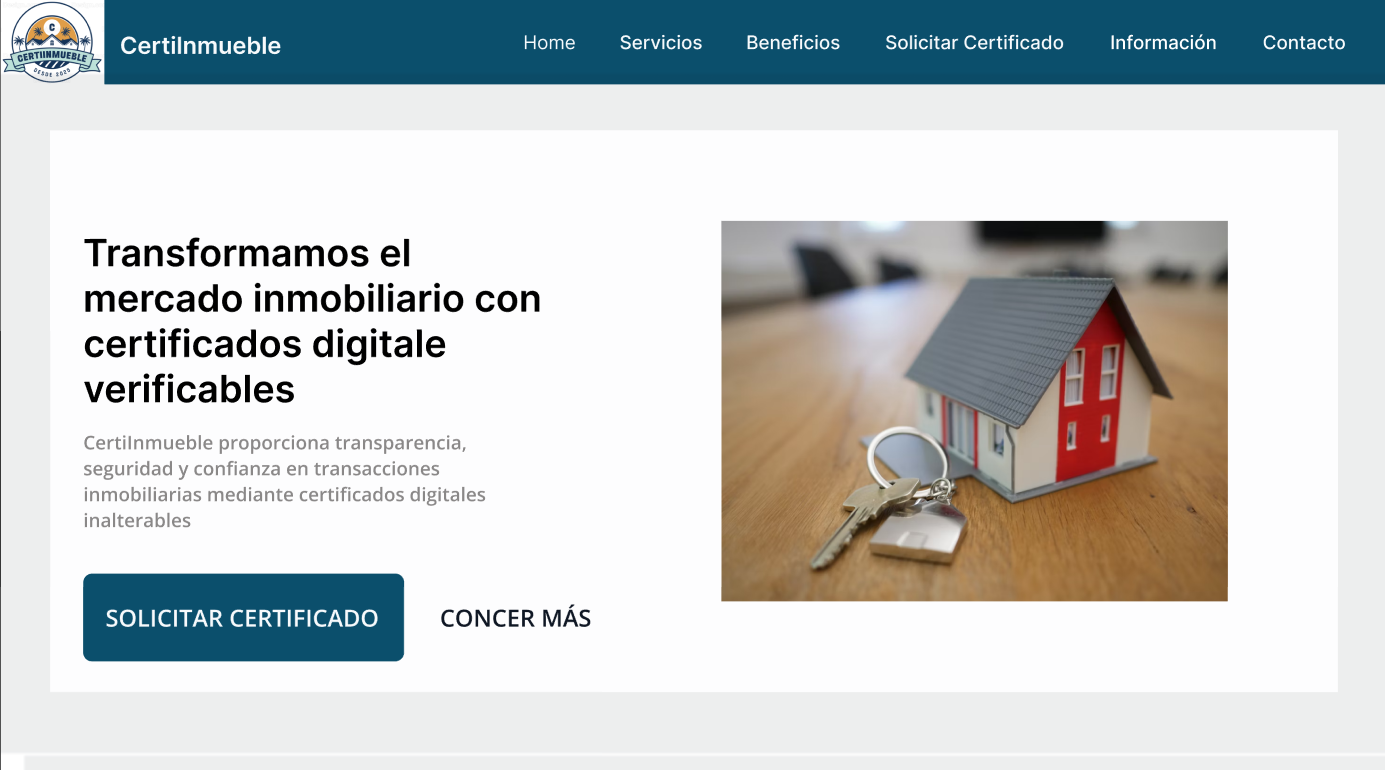 C
CERTIINMUEBLE
DESDE 2025
CertiInmueble
Home
Servicios
Beneficios
Solicitar Certificado
Información
Contacto
Transformamos el
mercado inmobiliario con
certificados digitale
verificables
CertiInmueble proporciona transparencia,
seguridad y confianza en transacciones
inmobiliarias mediante certificados digitales
inalterables
SOLICITAR CERTIFICADO
CONCER MÁS